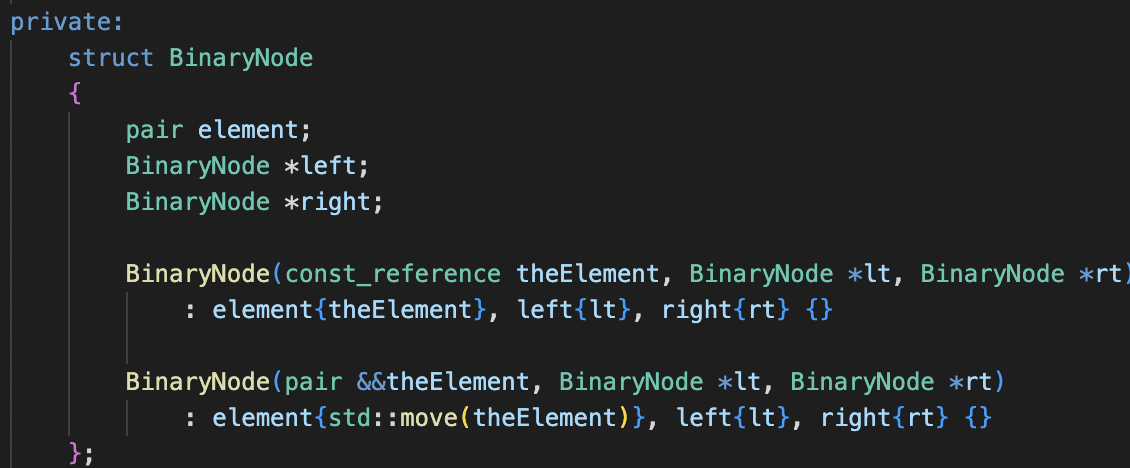 private:
    struct BinaryNode
    {
        pair element;
        BinaryNode *left;
        BinaryNode *right;

        BinaryNode(const_reference theElement, BinaryNode *lt, BinaryNode *rt)
            : element{theElement}, left{lt}, right{rt} {}

        BinaryNode(pair &&theElement, BinaryNode *lt, BinaryNode *rt)
            : element{std::move(theElement)}, left{lt}, right{rt} {}
    };